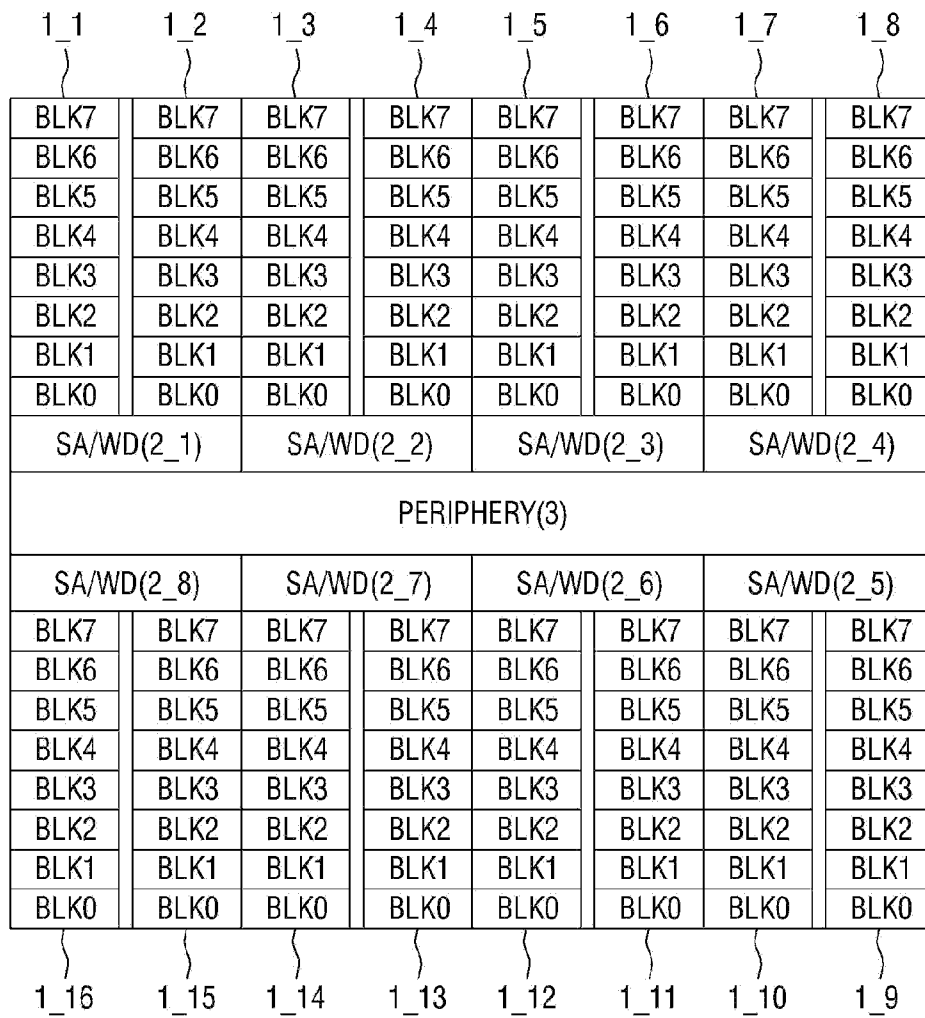 1_1 1_2 1_3 1_4 1_5 1_6 1_7 1_8
BLK7 BLK7 BLK7 BLK7 BLK7 BLK7 BLK7 BLK7
BLK6 BLK6 BLK6 BLK6 BLK6 BLK6 BLK6 BLK6
BLK5 BLK5 BLK5 BLK5 BLK5 BLK5 BLK5 BLK5
BLK4 BLK4 BLK4 BLK4 BLK4 BLK4 BLK4 BLK4
BLK3 BLK3 BLK3 BLK3 BLK3 BLK3 BLK3 BLK3
BLK2 BLK2 BLK2 BLK2 BLK2 BLK2 BLK2 BLK2
BLK1 BLK1 BLK1 BLK1 BLK1 BLK1 BLK1 BLK1
BLK0 BLK0 BLK0 BLK0 BLK0 BLK0 BLK0 BLK0
SA/WD(2_1) SA/WD(2_2) SA/WD(2_3) SA/WD(2_4)
PERIPHERY(3)
SA/WD(2_8) SA/WD(2_7) SA/WD(2_6) SA/WD(2_5)
BLK7 BLK7 BLK7 BLK7 BLK7 BLK7 BLK7 BLK7
BLK6 BLK6 BLK6 BLK6 BLK6 BLK6 BLK6 BLK6
BLK5 BLK5 BLK5 BLK5 BLK5 BLK5 BLK5 BLK5
BLK4 BLK4 BLK4 BLK4 BLK4 BLK4 BLK4 BLK4
BLK3 BLK3 BLK3 BLK3 BLK3 BLK3 BLK3 BLK3
BLK2 BLK2 BLK2 BLK2 BLK2 BLK2 BLK2 BLK2
BLK1 BLK1 BLK1 BLK1 BLK1 BLK1 BLK1 BLK1
BLK0 BLK0 BLK0 BLK0 BLK0 BLK0 BLK0 BLK0
1_16 1_15 1_14 1_13 1_12 1_11 1_10 1_9